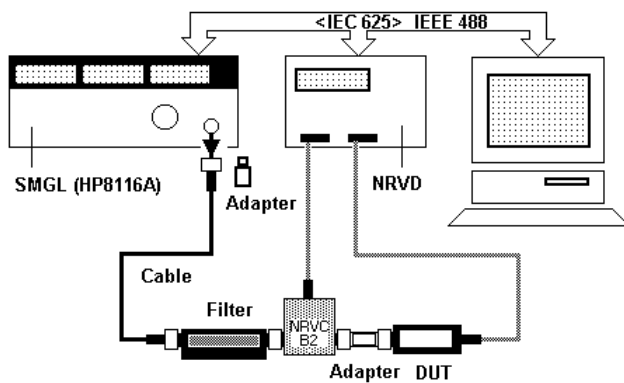 <IEC 625> IEEE 488
SMGL (HP8116A)
Adapter
NRVD
Cable
Filter
NRVC
B2
Adapter
DUT